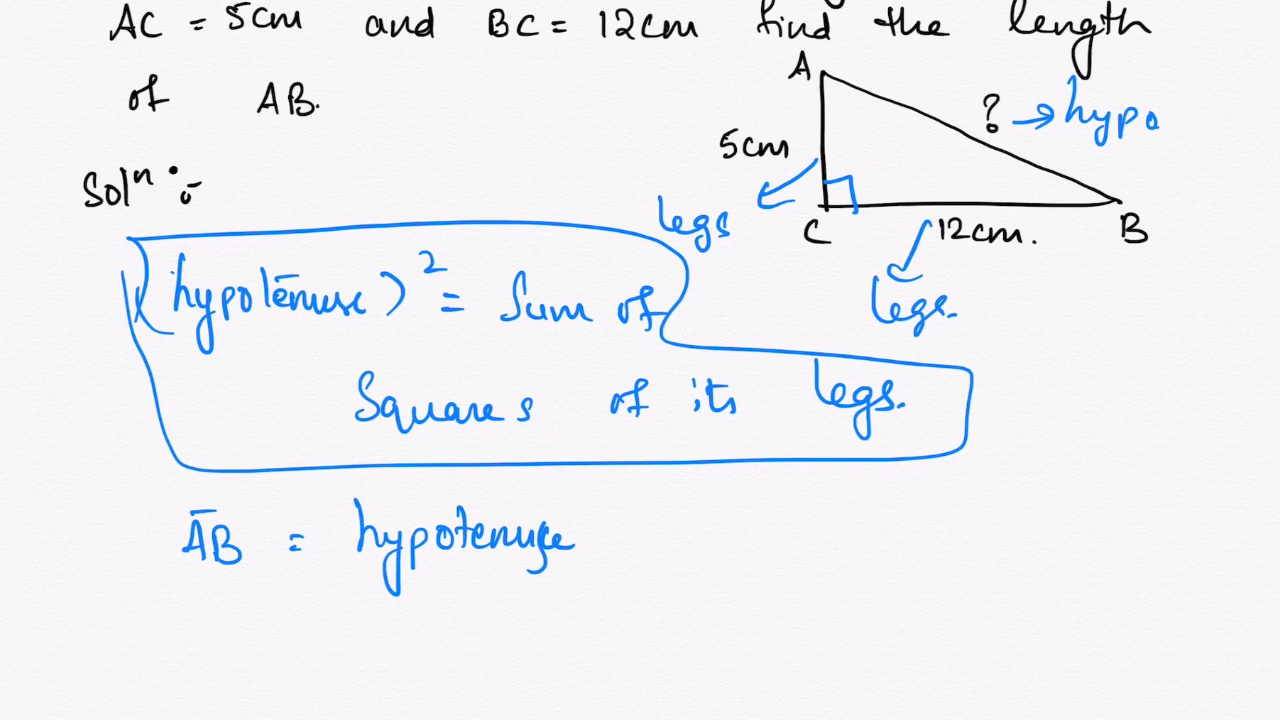 AC = 5cm and BC = 12cm find the length
of AB.
A
? → hypo
5cm
Solⁿ :-
legs
C
12cm.
B
legs.
(hypotenuse)² = Sum of
Squares of its legs.
AB = hypotenuse